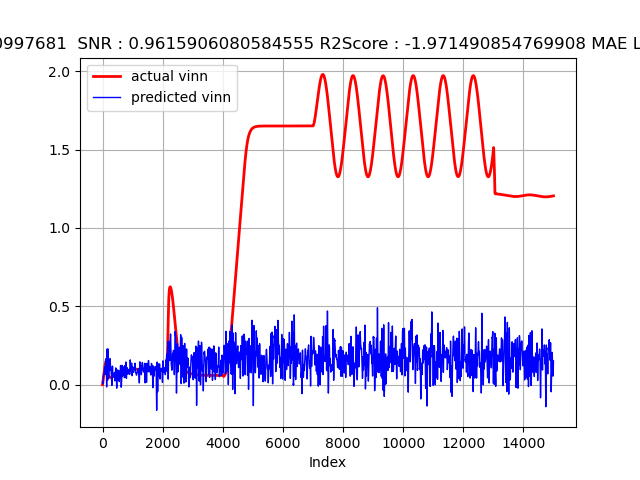 0997681 SNR : 0.9615906080584555 R2Score : -1.971490854769908 MAE L
actual vinn
predicted vinn
2.0
1.5
1.0
0.5
0.0
0 2000 4000 6000 8000 10000 12000 14000
Index